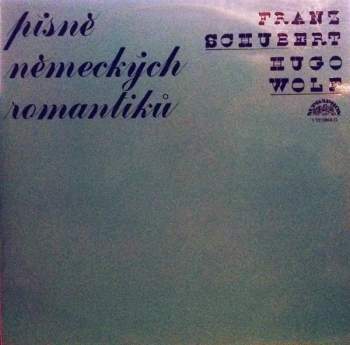 písně
německých
romantiků
FRANZ
SCHUBERT
HUGO
WOLF